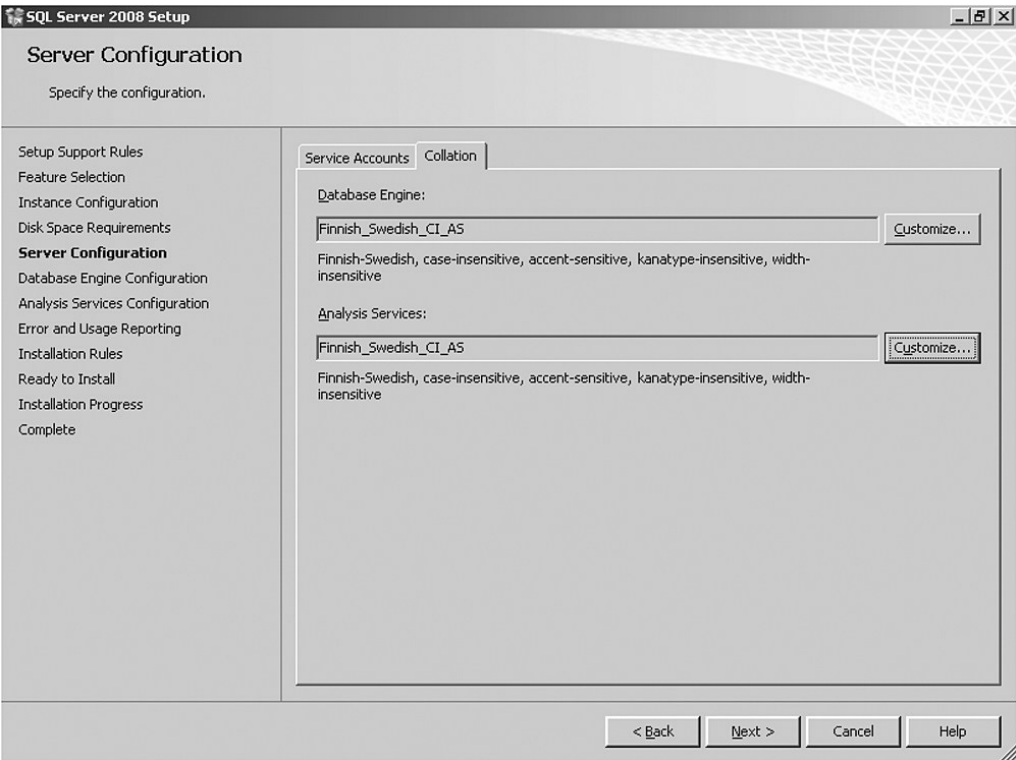 SQL Server 2008 Setup
Server Configuration
Specify the configuration.
Setup Support Rules
Feature Selection
Instance Configuration
Disk Space Requirements
Server Configuration
Database Engine Configuration
Analysis Services Configuration
Error and Usage Reporting
Installation Rules
Ready to Install
Installation Progress
Complete
Service Accounts Collation
Database Engine:
Finnish_Swedish_CI_AS Customize...
Finnish-Swedish, case-insensitive, accent-sensitive, kanatype-insensitive, width-
insensitive
Analysis Services:
Finnish_Swedish_CI_AS Customize...
Finnish-Swedish, case-insensitive, accent-sensitive, kanatype-insensitive, width-
insensitive
< Back Next > Cancel Help